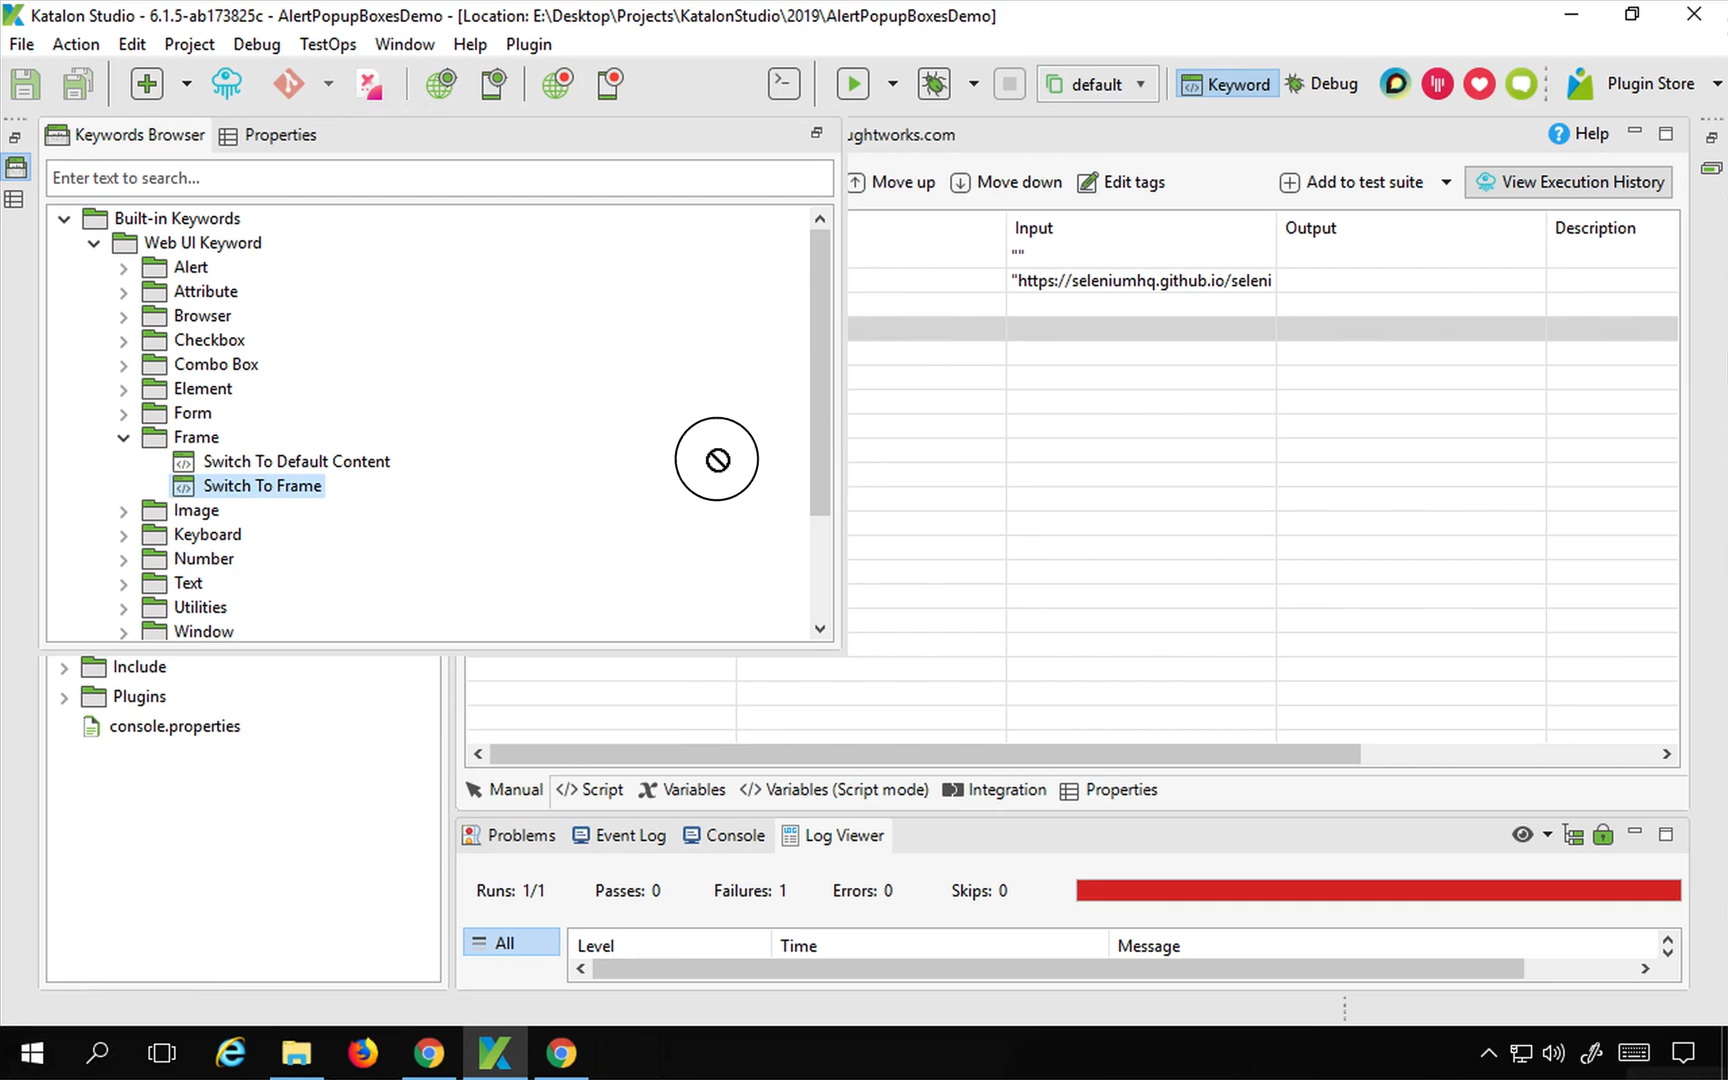 Katalon Studio - 6.1.5-ab173825c - AlertPopupBoxesDemo - [Location: E:\Desktop\Projects\KatalonStudio\2019\AlertPopupBoxesDemo]
File Action Edit Project Debug TestOps Window Help Plugin
default Keyword Debug Plugin Store
Keywords Browser Properties ughtworks.com Help
Enter text to search... Move up Move down Edit tags Add to test suite View Execution History
Input Output Description
""
"https://seleniumhq.github.io/seleni
Built-in Keywords
Web UI Keyword
Alert
Attribute
Browser
Checkbox
Combo Box
Element
Form
Frame
Switch To Default Content
Switch To Frame
Image
Keyboard
Number
Text
Utilities
Window
Include
Plugins
console.properties
Manual </> Script Variables </> Variables (Script mode) Integration Properties
Problems Event Log Console Log Viewer
Runs: 1/1 Passes: 0 Failures: 1 Errors: 0 Skips: 0
All Level Time Message